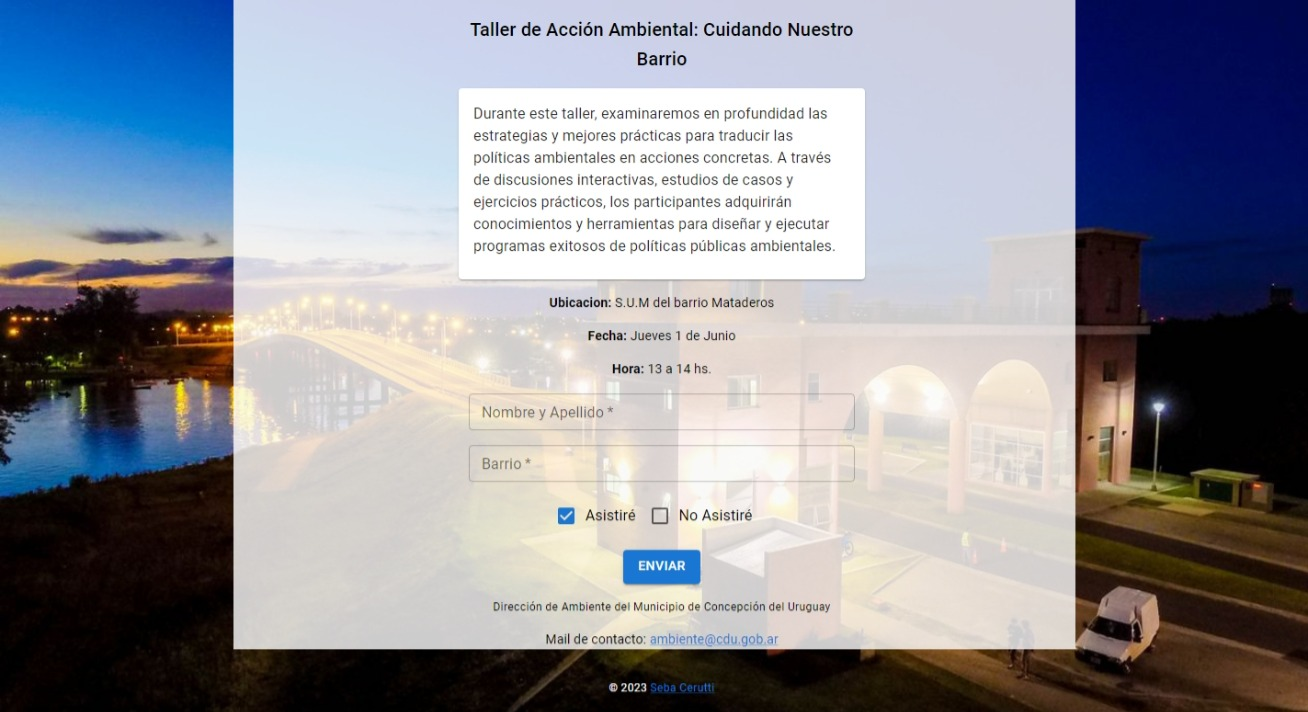 Taller de Acción Ambiental: Cuidando Nuestro
Barrio
Durante este taller, examinaremos en profundidad las
estrategias y mejores prácticas para traducir las
políticas ambientales en acciones concretas. A través
de discusiones interactivas, estudios de casos y
ejercicios prácticos, los participantes adquirirán
conocimientos y herramientas para diseñar y ejecutar
programas exitosos de políticas públicas ambientales.
Ubicacion: S.U.M del barrio Mataderos
Fecha: Jueves 1 de Junio
Hora: 13 a 14 hs.
Nombre y Apellido *
Barrio *
Asistiré No Asistiré
ENVIAR
Dirección de Ambiente del Municipio de Concepción del Uruguay
Mail de contacto: ambiente@cdu.gob.ar
© 2023 Seba Cerutti